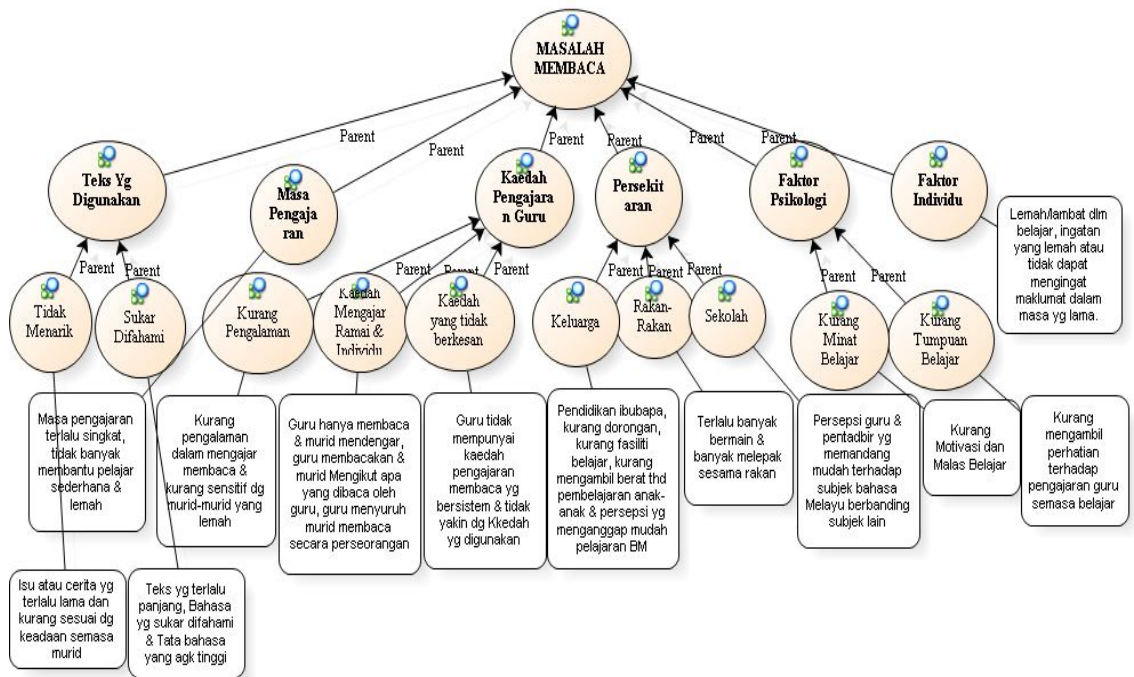 MASALAH
MEMBACA
Parent
Parent
Parent
Parent
Parent
Parent
Teks Yg
Digunakan
Masa
Pengaja
ran
Kaedah
Pengajara
n Guru
Persekit
aran
Faktor
Psikologi
Faktor
Individu
Lemah/lambat dlm
belajar, ingatan
yang lemah atau
tidak dapat
mengingat
maklumat dalam
masa yg lama.
Parent
Parent
Parent
Parent
Parent
Parent
Parent
Parent
Parent
Parent
Tidak
Menarik
Sukar
Difahami
Kurang
Pengalaman
Kaedah
Mengajar
Ramai &
Individu
Kaedah
yang tidak
berkesan
Keluarga
Rakan-
Rakan
Sekolah
Kurang
Minat
Belajar
Kurang
Tumpuan
Belajar
Masa pengajaran
terlalu singkat,
tidak banyak
membantu pelajar
sederhana &
lemah
Kurang
pengalaman
dalam mengajar
membaca &
kurang sensitif dg
murid-murid yang
lemah
Guru hanya membaca
& murid mendengar,
guru membacakan &
murid Mengikut apa
yang dibaca oleh
guru, guru menyuruh
murid membaca
secara perseorangan
Guru tidak
mempunyai
kaedah
pengajaran
membaca yg
bersistem & tidak
yakin dg Kkedah
yg digunakan
Pendidikan ibubapa,
kurang dorongan,
kurang fasiliti
belajar, kurang
mengambil berat thd
pembelajaran anak-
anak & persepsi yg
menganggap mudah
pelajaran BM
Terlalu banyak
bermain &
banyak melepak
sesama rakan
Persepsi guru &
pentadbir yg
memandang
mudah terhadap
subjek bahasa
Melayu berbanding
subjek lain
Kurang
Motivasi dan
Malas Belajar
Kurang
mengambil
perhatian
terhadap
pengajaran guru
semasa belajar
Isu atau cerita yg
terlalu lama dan
kurang sesuai dg
keadaan semasa
murid
Teks yg terlalu
panjang, Bahasa
yg sukar difahami
& Tata bahasa
yang agk tinggi